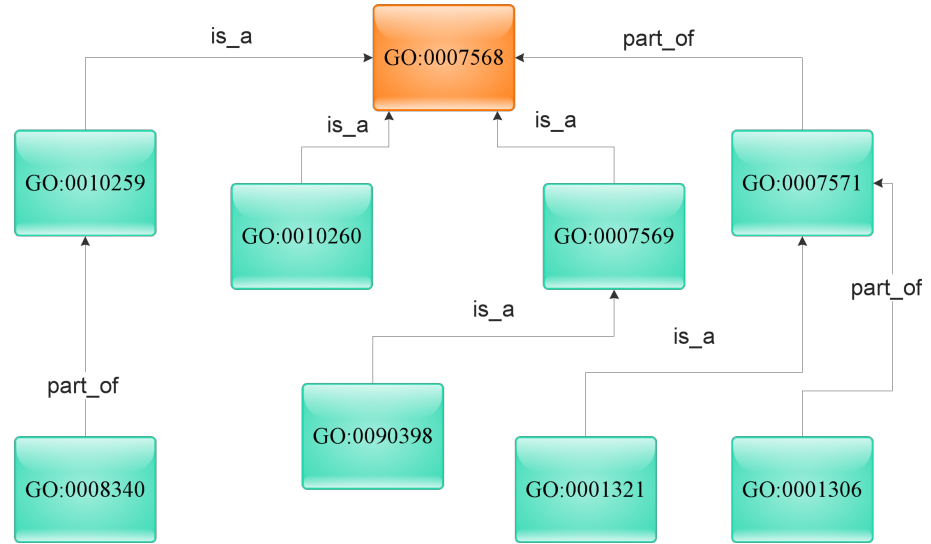 is_a
GO:0007568
part_of
is_a
is_a
GO:0010259
GO:0007571
GO:0010260
GO:0007569
part_of
is_a
is_a
part_of
GO:0090398
GO:0008340
GO:0001321
GO:0001306